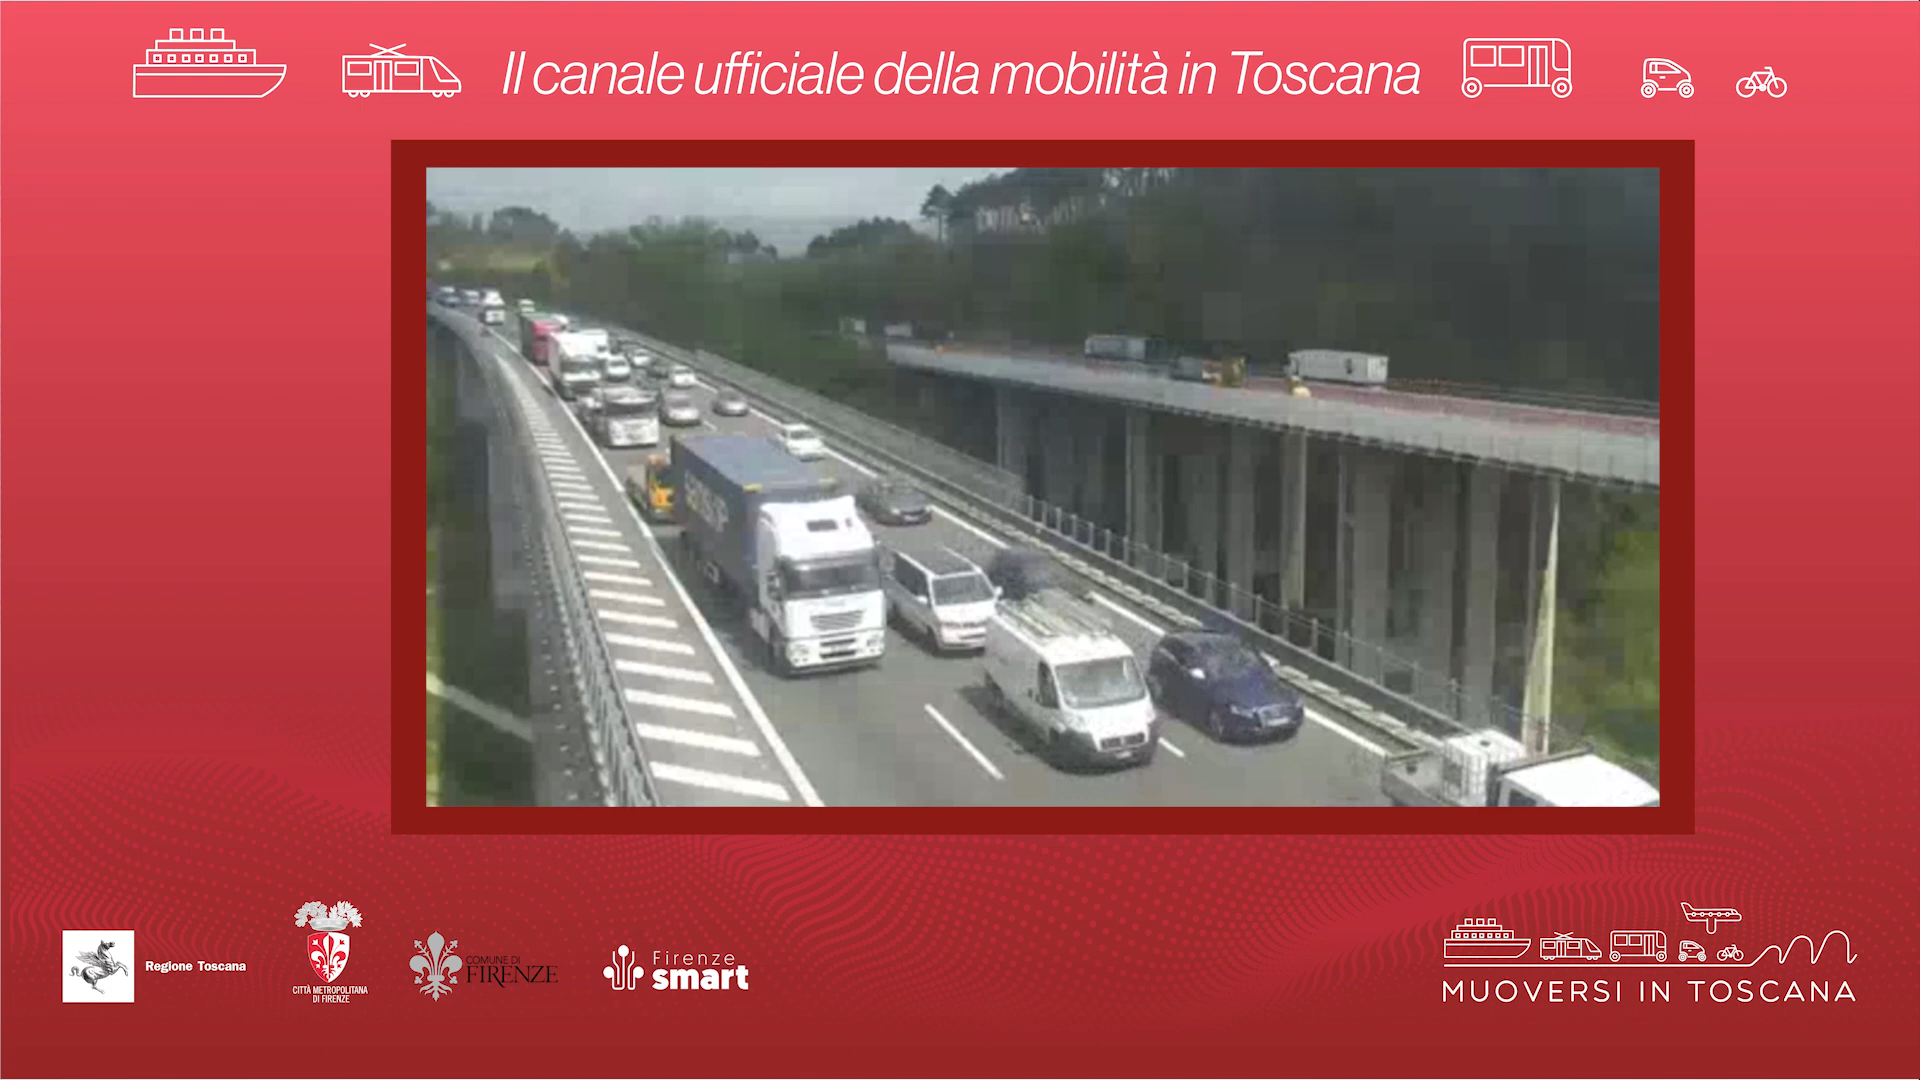 Il canale ufficiale della mobilità in Toscana
Regione Toscana
CITTÀ METROPOLITANA
DI FIRENZE
COMUNE DI
FIRENZE
Firenze
smart
MUOVERSI IN TOSCANA